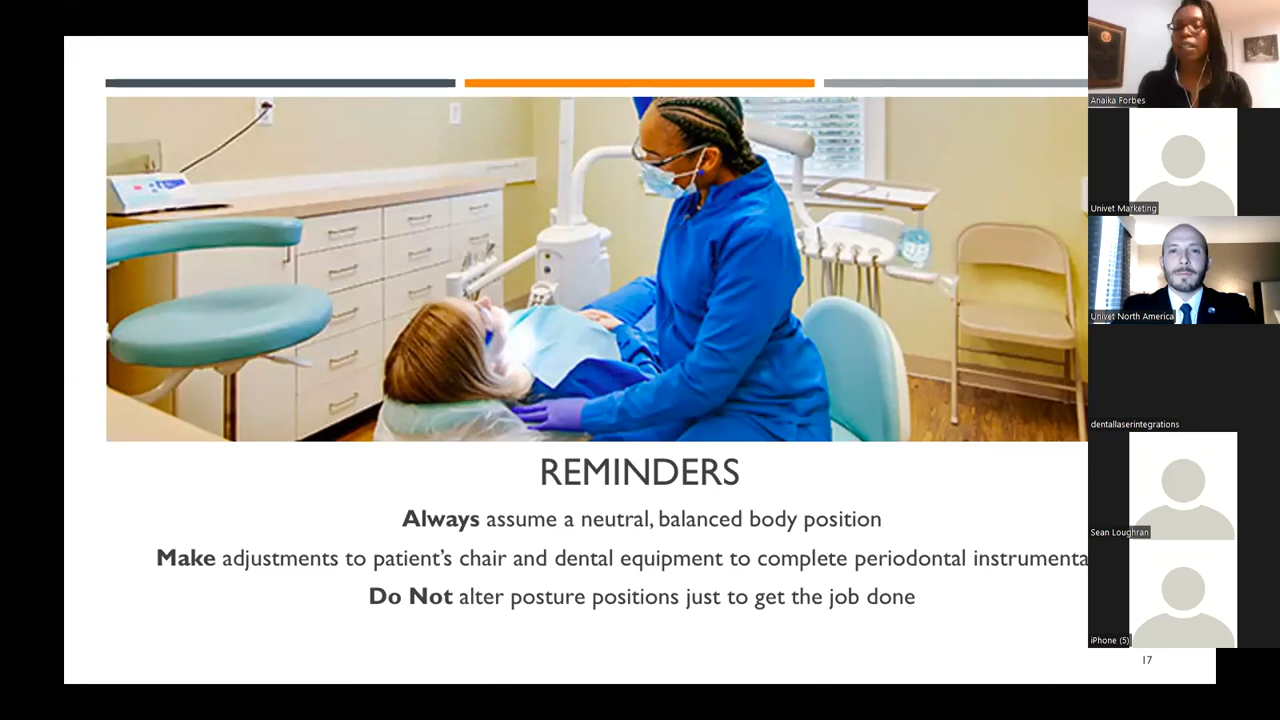 REMINDERS
Always assume a neutral, balanced body position
Make adjustments to patient's chair and dental equipment to complete periodontal instrumenta
Do Not alter posture positions just to get the job done
17
Anaika Forbes
Univet Marketing
Univet North America
dentallaserintegrations
Sean Loughran
iPhone (5)